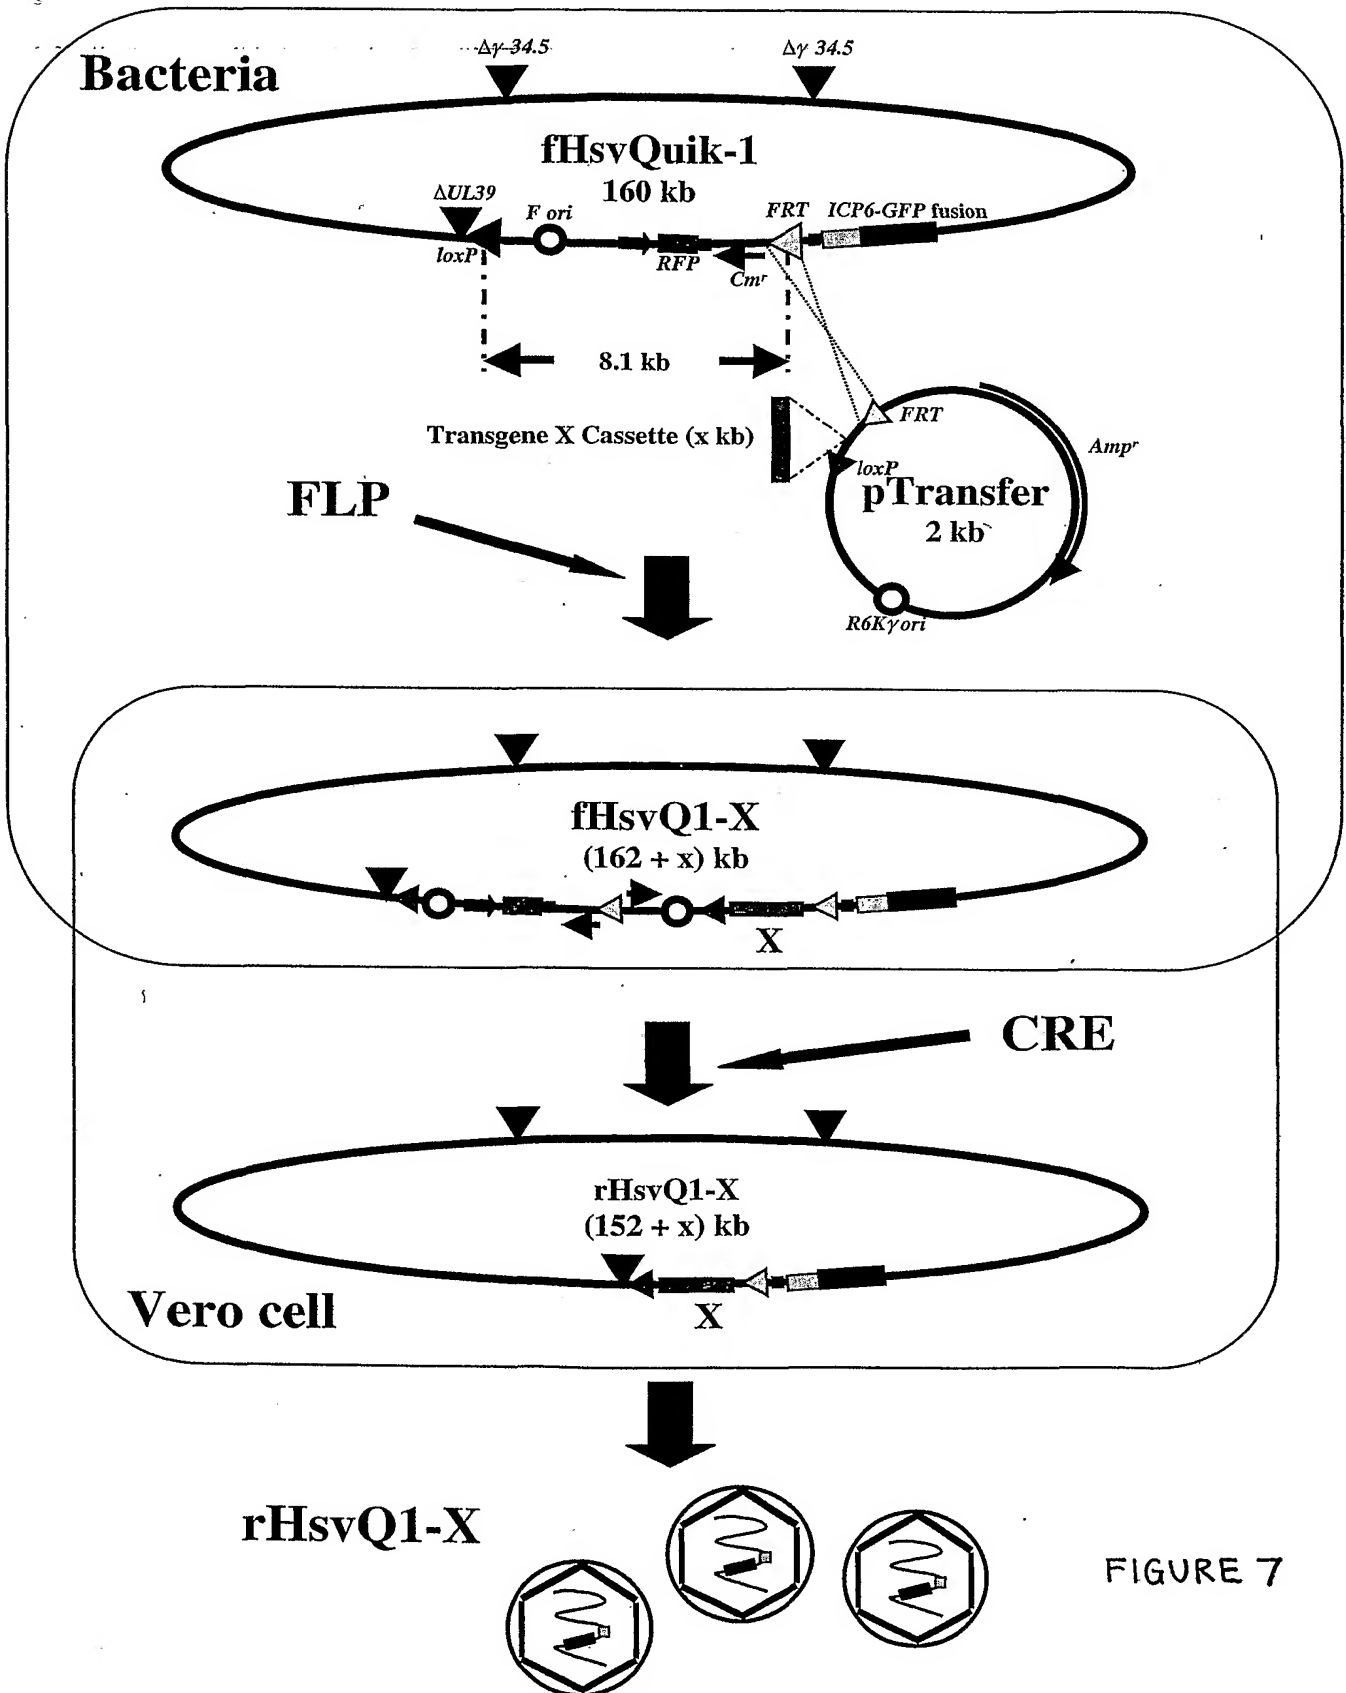 Δγ 34.5
Δγ 34.5
Bacteria
fHsvQuik-1
160 kb
ΔUL39
F ori
FRT
ICP6-GFP fusion
loxP
RFP
Cmʳ
8.1 kb
FRT
Transgene X Cassette (x kb)
Ampʳ
loxP
FLP
pTransfer
2 kb
R6Kγ ori
fHsvQ1-X
(162 + x) kb
X
CRE
rHsvQ1-X
(152 + x) kb
Vero cell
X
rHsvQ1-X
FIGURE 7